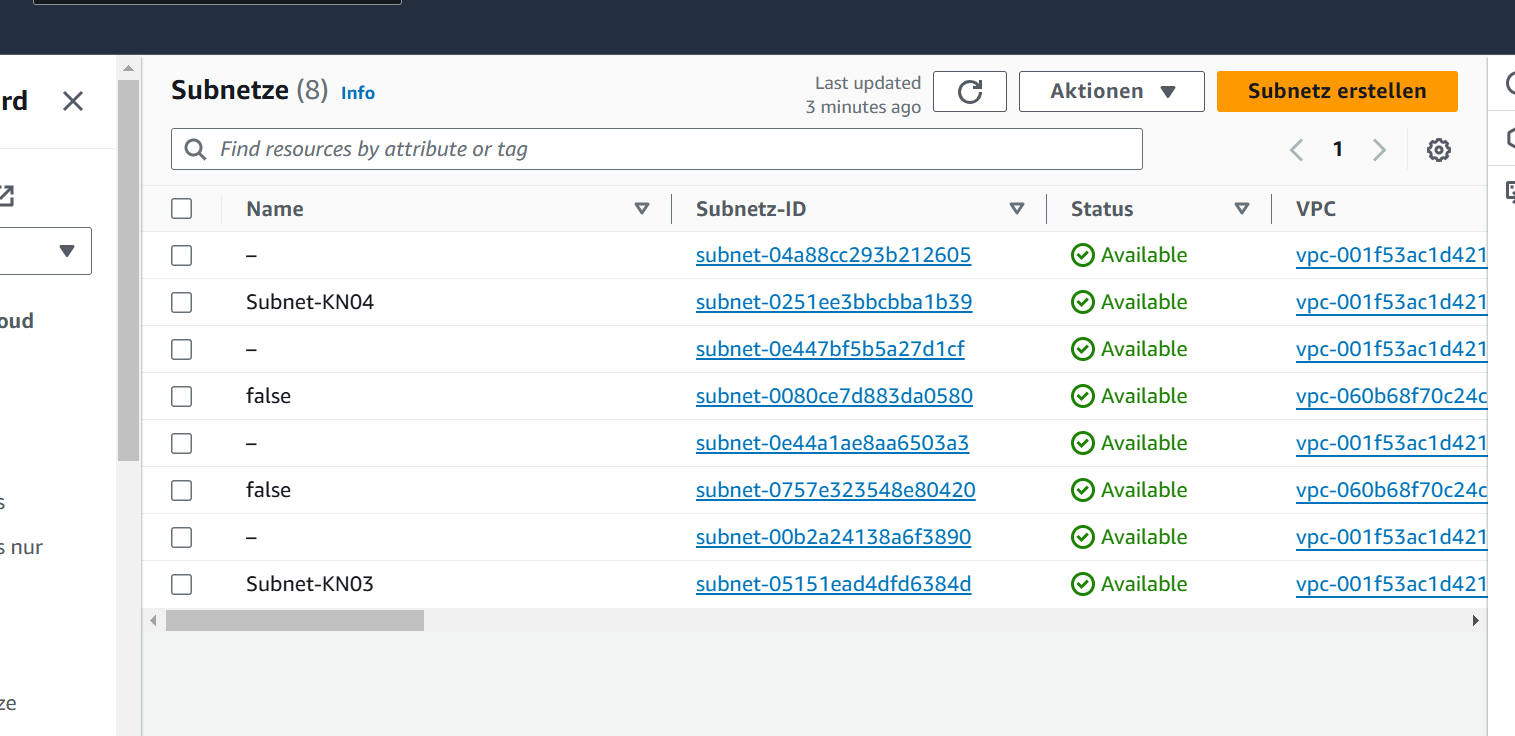 rd
Subnetze (8) Info
Last updated
3 minutes ago
Aktionen
Subnetz erstellen
Find resources by attribute or tag
1
Name Subnetz-ID Status VPC
– subnet-04a88cc293b212605 Available vpc-001f53ac1d421
Subnet-KN04 subnet-0251ee3bbcbba1b39 Available vpc-001f53ac1d421
oud
– subnet-0e447bf5b5a27d1cf Available vpc-001f53ac1d421
false subnet-0080ce7d883da0580 Available vpc-060b68f70c24c
– subnet-0e44a1ae8aa6503a3 Available vpc-001f53ac1d421
false subnet-0757e323548e80420 Available vpc-060b68f70c24c
s
– subnet-00b2a24138a6f3890 Available vpc-001f53ac1d421
s nur
Subnet-KN03 subnet-05151ead4dfd6384d Available vpc-001f53ac1d421
ze